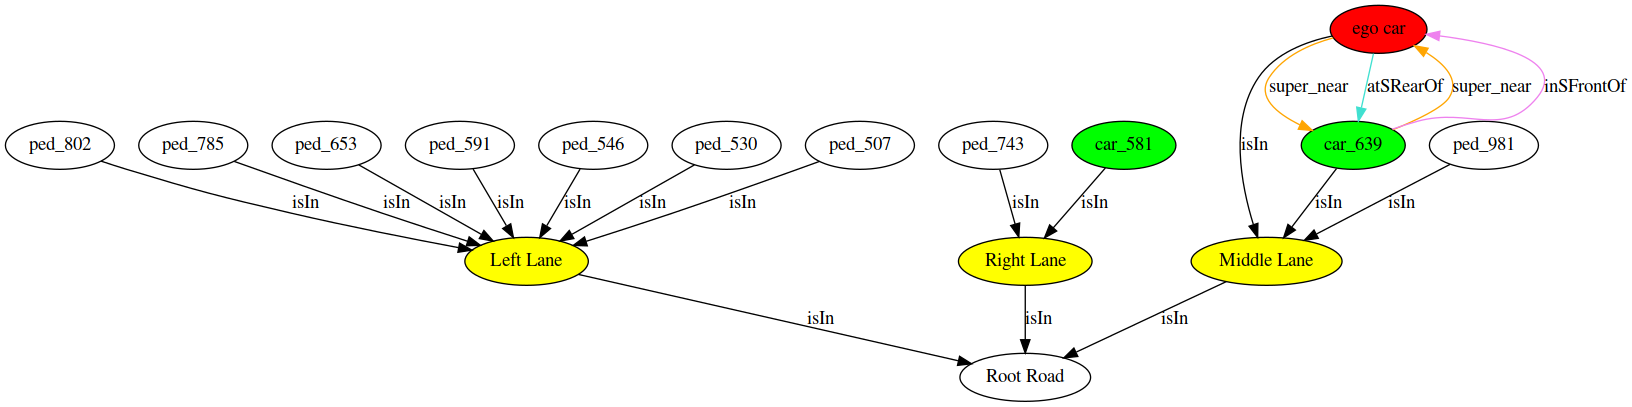 ego car
super_near atSRearOf super_near inSFrontOf
ped_802 ped_785 ped_653 ped_591 ped_546 ped_530 ped_507 ped_743 car_581 isIn car_639 ped_981
isIn isIn isIn isIn isIn isIn isIn isIn isIn isIn isIn
Left Lane Right Lane Middle Lane
isIn isIn isIn
Root Road